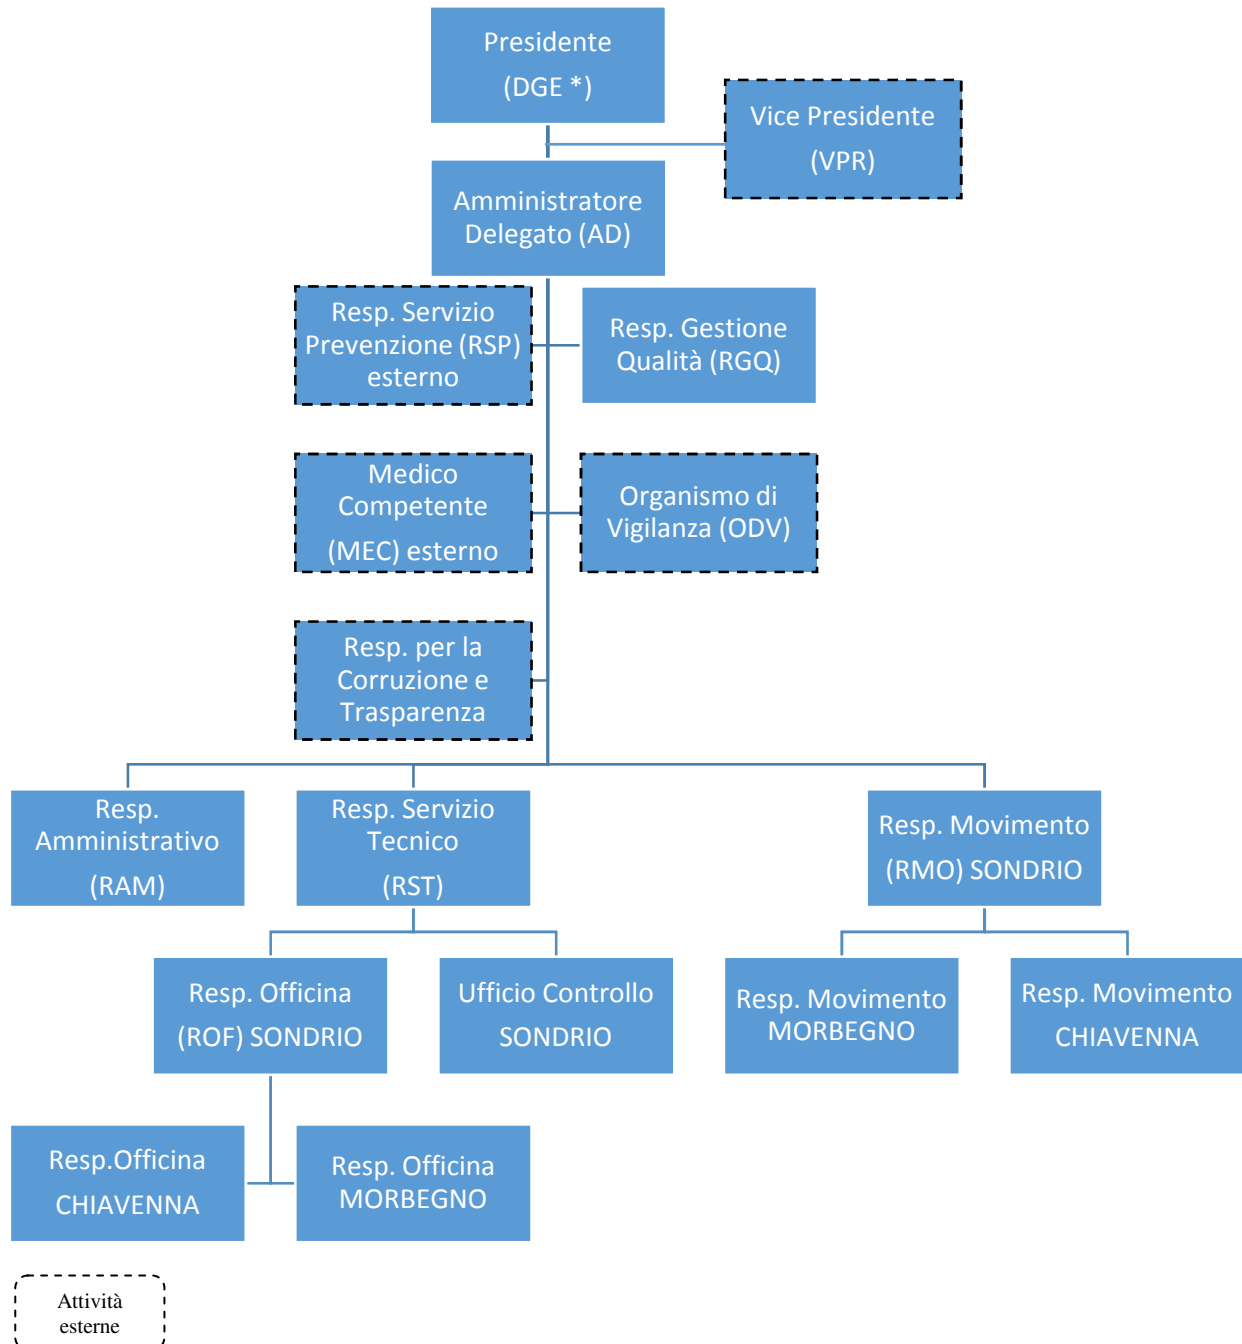 Presidente
(DGE *)
Vice Presidente
(VPR)
Amministratore
Delegato (AD)
Resp. Servizio
Prevenzione (RSP)
esterno
Resp. Gestione
Qualità (RGQ)
Medico
Competente
(MEC) esterno
Organismo di
Vigilanza (ODV)
Resp. per la
Corruzione e
Trasparenza
Resp.
Amministrativo
(RAM)
Resp. Servizio
Tecnico
(RST)
Resp. Movimento
(RMO) SONDRIO
Resp. Officina
(ROF) SONDRIO
Ufficio Controllo
SONDRIO
Resp. Movimento
MORBEGNO
Resp. Movimento
CHIAVENNA
Resp.Officina
CHIAVENNA
Resp. Officina
MORBEGNO
Attività
esterne